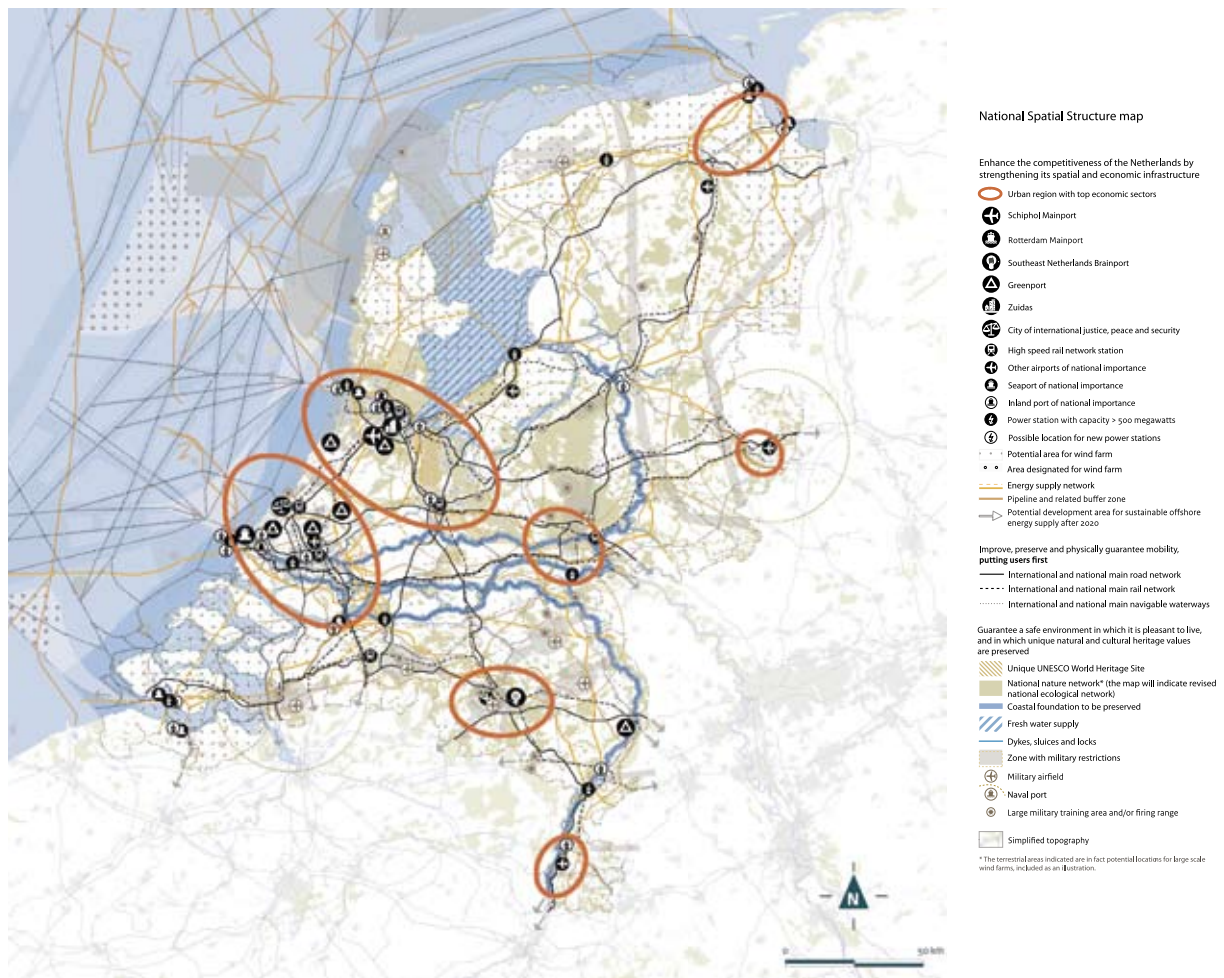 National Spatial Structure map
Enhance the competitiveness of the Netherlands by
strengthening its spatial and economic infrastructure
Urban region with top economic sectors
Schiphol Mainport
Rotterdam Mainport
Southeast Netherlands Brainport
Greenport
Zuidas
City of international justice, peace and security
High speed rail network station
Other airports of national importance
Seaport of national importance
Inland port of national importance
Power station with capacity > 500 megawatts
Possible location for new power stations
Potential area for wind farm
Area designated for wind farm
Energy supply network
Pipeline and related buffer zone
Potential development area for sustainable offshore
energy supply after 2020
Improve, preserve and physically guarantee mobility,
putting users first
International and national main road network
International and national main rail network
International and national main navigable waterways
Guarantee a safe environment in which it is pleasant to live,
and in which unique natural and cultural heritage values
are preserved
Unique UNESCO World Heritage Site
National nature network* (the map will indicate revised
national ecological network)
Coastal foundation to be preserved
Fresh water supply
Dykes, sluices and locks
Zone with military restrictions
Military airfield
Naval port
Large military training area and/or firing range
Simplified topography
* The terrestrial areas indicated are in fact potential locations for large scale
wind farms, included as an illustration.
N
0 50 km